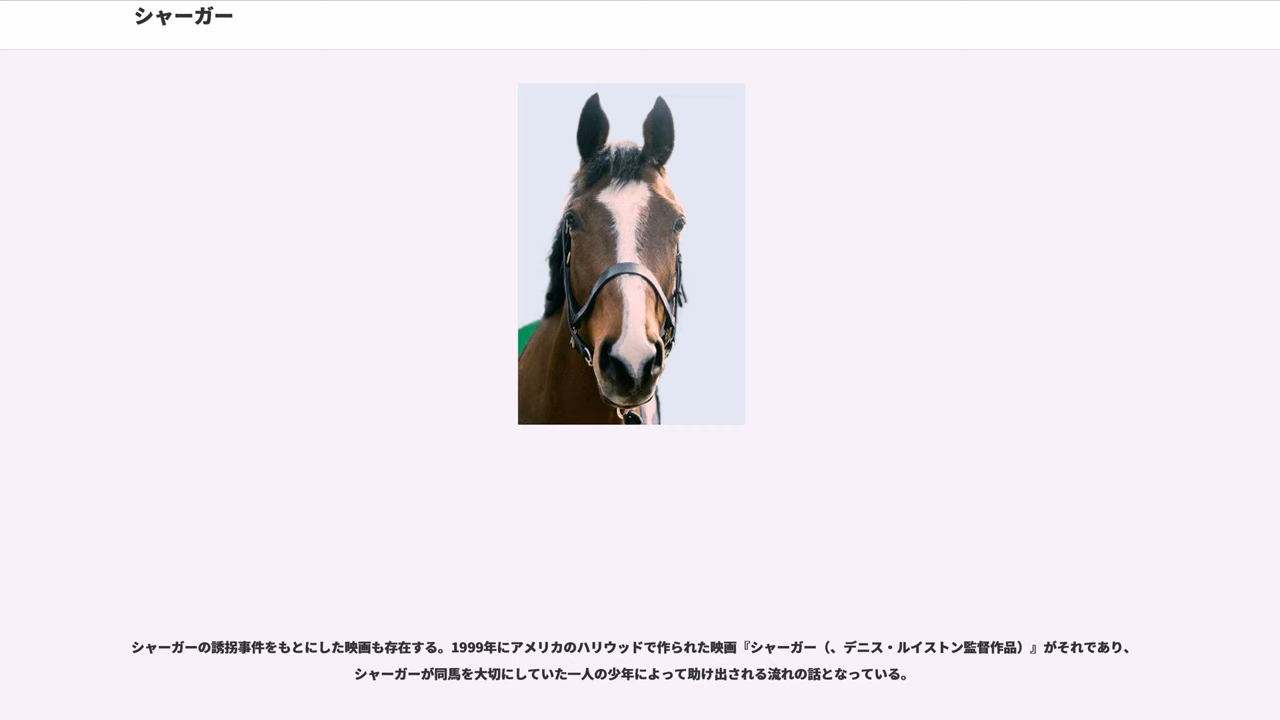 シャーガー
シャーガーの誘拐事件をもとにした映画も存在する。1999年にアメリカのハリウッドで作られた映画『シャーガー（、デニス・ルイストン監督作品）』がそれであり、
シャーガーが同馬を大切にしていた一人の少年によって助け出される流れの話となっている。